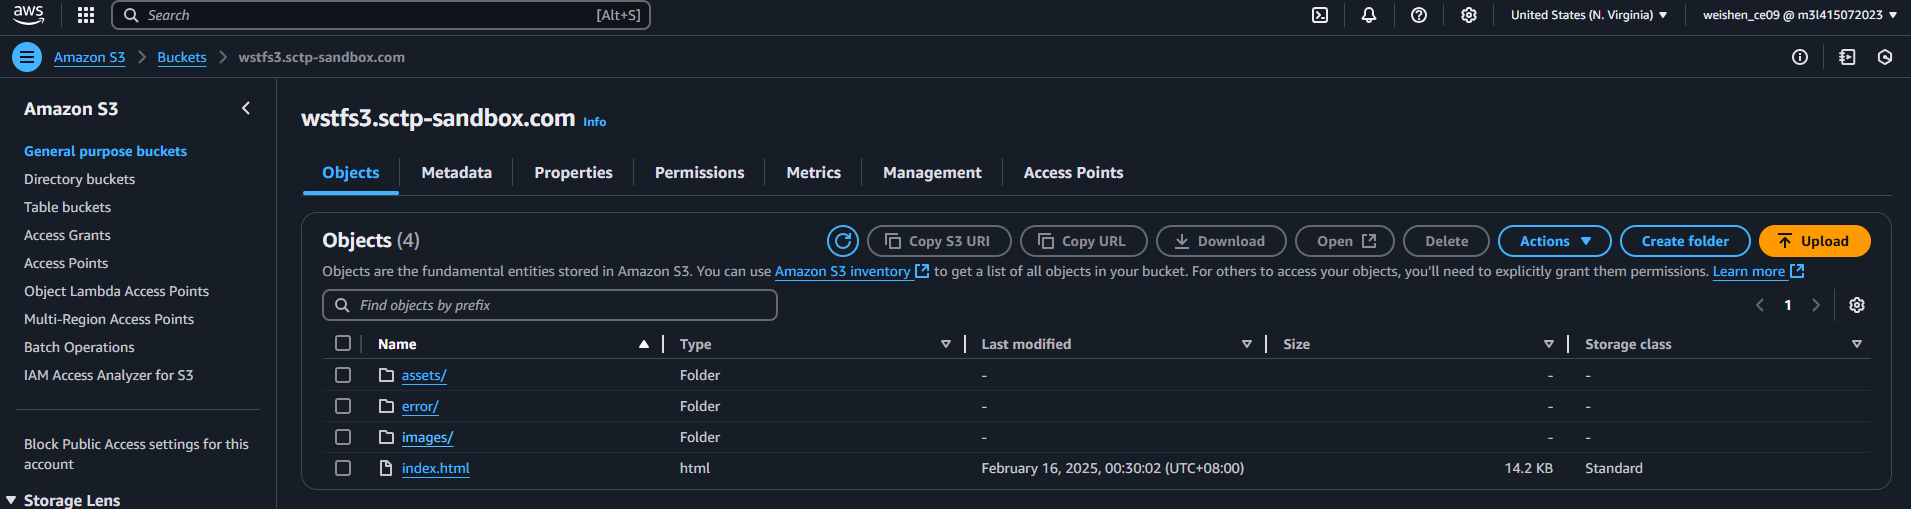 aws Search [Alt+S] United States (N. Virginia) ▼ weishen_ce09 @ m3l415072023 ▼
Amazon S3 > Buckets > wstfs3.sctp-sandbox.com
Amazon S3
General purpose buckets
Directory buckets
Table buckets
Access Grants
Access Points
Object Lambda Access Points
Multi-Region Access Points
Batch Operations
IAM Access Analyzer for S3
Block Public Access settings for this
account
▼ Storage Lens
wstfs3.sctp-sandbox.com Info
Objects Metadata Properties Permissions Metrics Management Access Points
Objects (4) Copy S3 URI Copy URL Download Open Delete Actions ▼ Create folder Upload
Objects are the fundamental entities stored in Amazon S3. You can use Amazon S3 inventory to get a list of all objects in your bucket. For others to access your objects, you'll need to explicitly grant them permissions. Learn more
Find objects by prefix < 1 >
Name Type Last modified Size Storage class
assets/ Folder - - -
error/ Folder - - -
images/ Folder - - -
index.html html February 16, 2025, 00:30:02 (UTC+08:00) 14.2 KB Standard